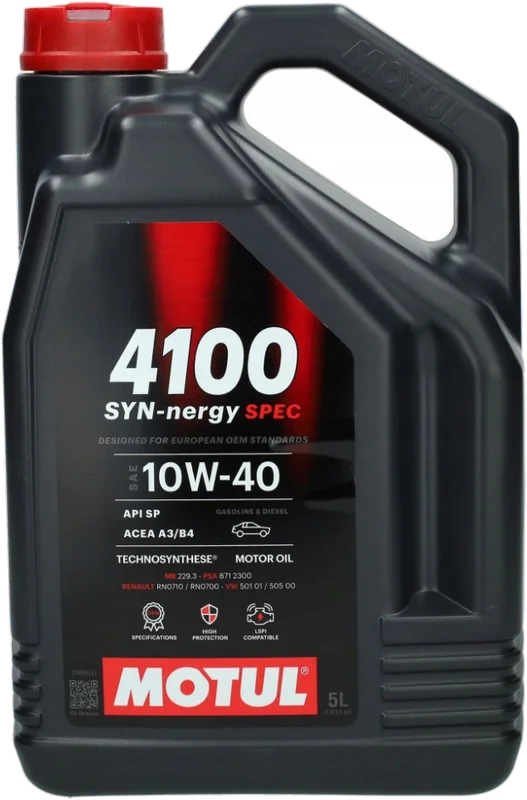 MOTUL
4100
SYN-nergy SPEC
DESIGNED FOR EUROPEAN OEM STANDARDS
SAE 10W-40
API SP
GASOLINE & DIESEL
ACEA A3/B4
TECHNOSYNTHESE® MOTOR OIL
MB 229.3 - PSA B71 2300
RENAULT RN0710 / RN0700 - VW 501 01 / 505 00
OEM
SPECIFICATIONS
HIGH
PROTECTION
LSPI
COMPATIBLE
MOTUL®
5L